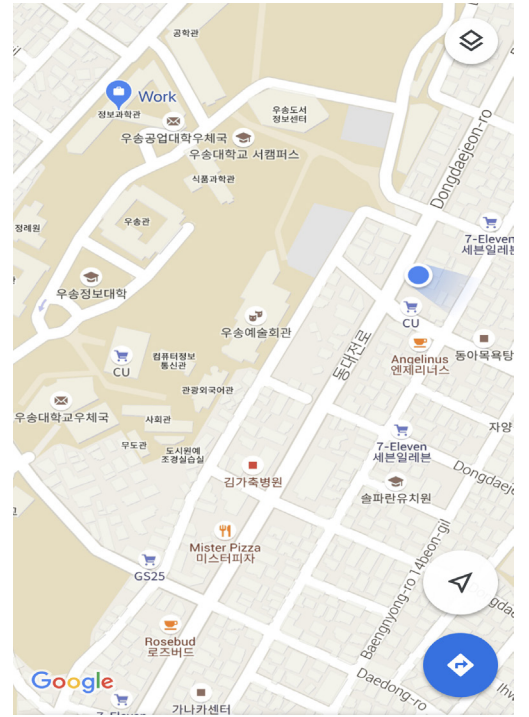 공학관
Work
정보과학관
우송도서
정보센터
우송공업대학우체국
우송대학교 서캠퍼스
Dongdaejeon-ro
식품과학관
정례원
우송관
7-Eleven
세븐일레븐
우송정보대학
CU
우송예술회관
동대전로
Angelinus
엔제리너스
동아목욕탕
컴퓨터정보
통신관
CU
관광외국어관
우송대학교우체국
사회관
자양
무도관
도시원예
조경실습실
7-Eleven
세븐일레븐
김가축병원
Dongdaeje
솔파란유치원
Mister Pizza
미스터피자
Baengnyong-ro 14beon-gil
GS25
Rosebud
로즈버드
Google
Daedong-ro
7-Eleven
가나카센터